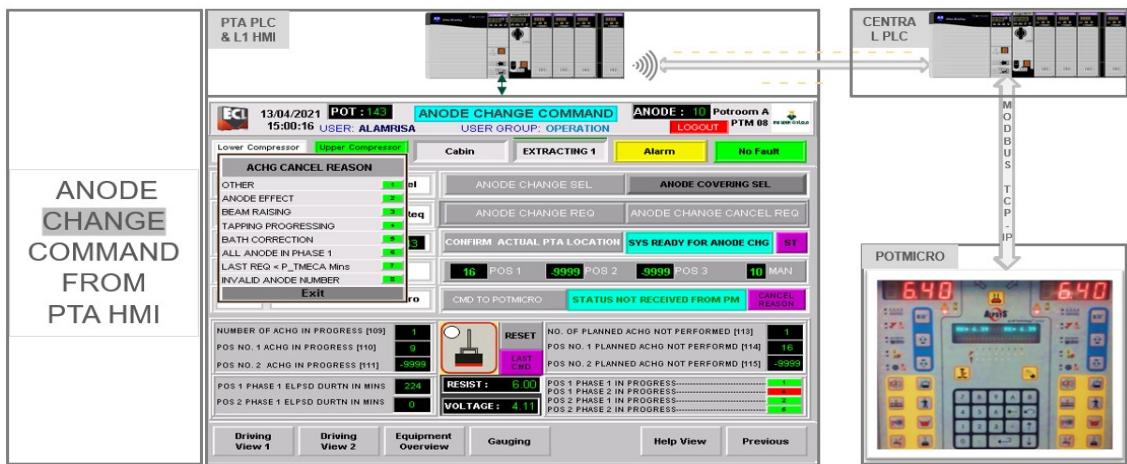 PTA PLC
& L1 HMI
CENTRA
L PLC
ANODE
CHANGE
COMMAND
FROM
PTA HMI
ECL
13/04/2021
15:00:16
POT : 143
USER: ALAMRISA
ANODE CHANGE COMMAND
USER GROUP: OPERATION
ANODE : 10
LOGOUT
Potroom A
PTM 08
Lower Compressor
Upper Compressor
Cabin
EXTRACTING 1
Alarm
No Fault
ACHG CANCEL REASON
OTHER 1
ANODE EFFECT 2
BEAM RAISING 3
TAPPING PROGRESSING 4
BATH CORRECTION 5
ALL ANODE IN PHASE 1 6
LAST REQ < P_TMECA Mins 7
INVALID ANODE NUMBER 8
Exit
el
eq
3
ro
ANODE CHANGE SEL
ANODE COVERING SEL
ANODE CHANGE REQ
ANODE CHANGE CANCEL REQ
CONFIRM ACTUAL PTA LOCATION
SYS READY FOR ANODE CHG
ST
16 POS 1
-9999 POS 2
-9999 POS 3
10 MAN
CMD TO POTMICRO
STATUS NOT RECEIVED FROM PM
CANCEL
REASON
NUMBER OF ACHG IN PROGRESS [109] 1
POS NO. 1 ACHG IN PROGRESS [110] 9
POS NO. 2 ACHG IN PROGRESS [111] -9999
RESET
LAST
CMD
NO. OF PLANNED ACHG NOT PERFORMED [113] 1
POS NO. 1 PLANNED ACHG NOT PERFORMD [114] 16
POS NO. 2 PLANNED ACHG NOT PERFORMD [115] -9999
POS 1 PHASE 1 ELPSD DURTN IN MINS 224
POS 2 PHASE 1 ELPSD DURTN IN MINS 0
RESIST : 6.00
VOLTAGE : 4.11
POS 1 PHASE 1 IN PROGRESS
POS 1 PHASE 2 IN PROGRESS
POS 2 PHASE 1 IN PROGRESS
POS 2 PHASE 2 IN PROGRESS
Driving
View 1
Driving
View 2
Equipment
Overview
Gauging
Help View
Previous
MODBUS TCP-IP
POTMICRO
6.40
6.40
ALPSYS